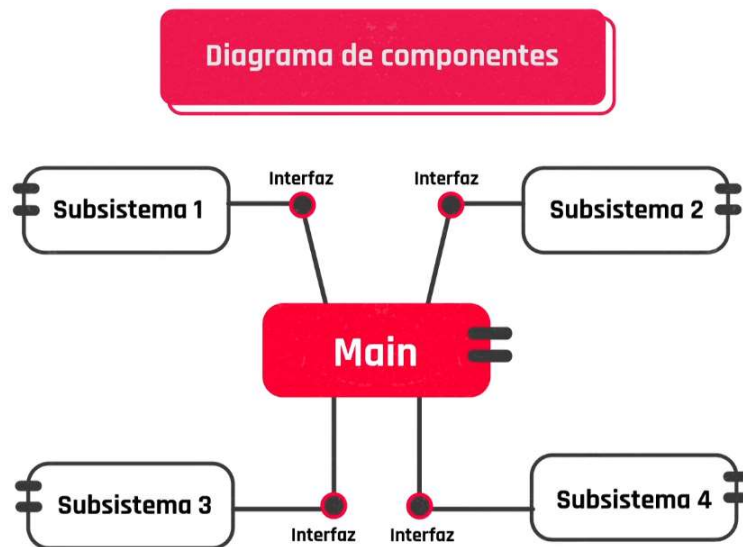 Diagrama de componentes
Interfaz
Interfaz
Subsistema 1
Subsistema 2
Main
Subsistema 3
Subsistema 4
Interfaz
Interfaz